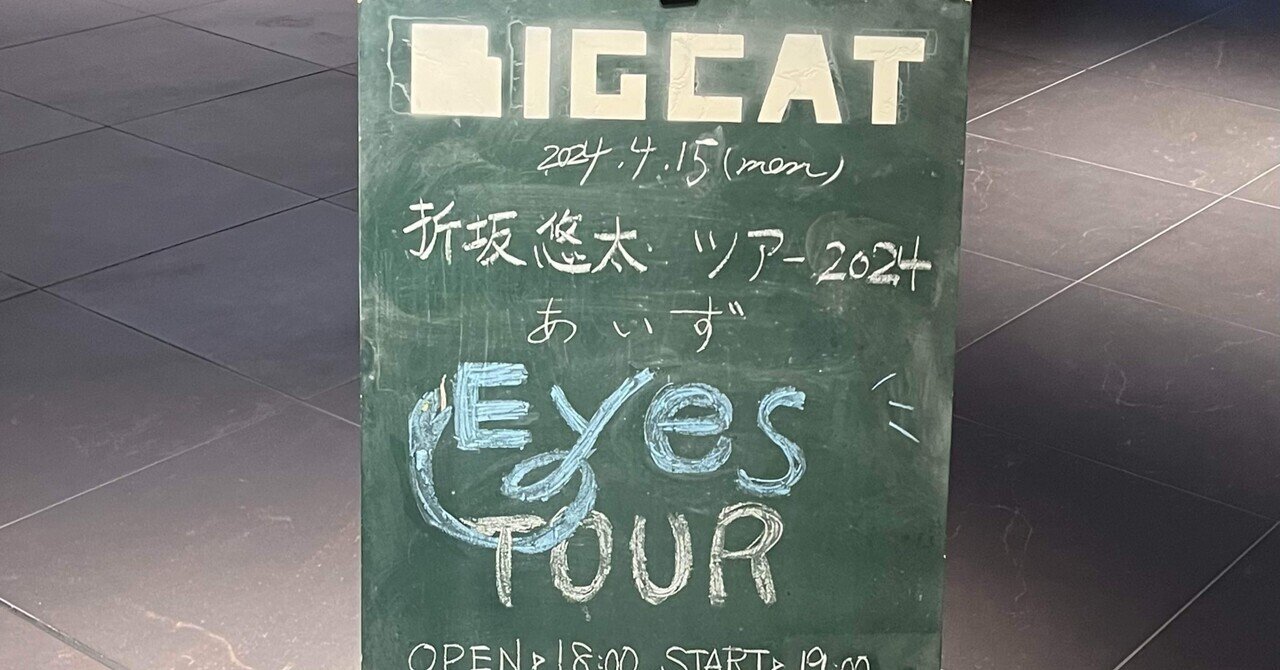 BIGCAT
2024.4.15(mon)
折坂悠太 ツアー2024
あいず
Eyes
TOUR
OPEN▶18:00 START▶19:00